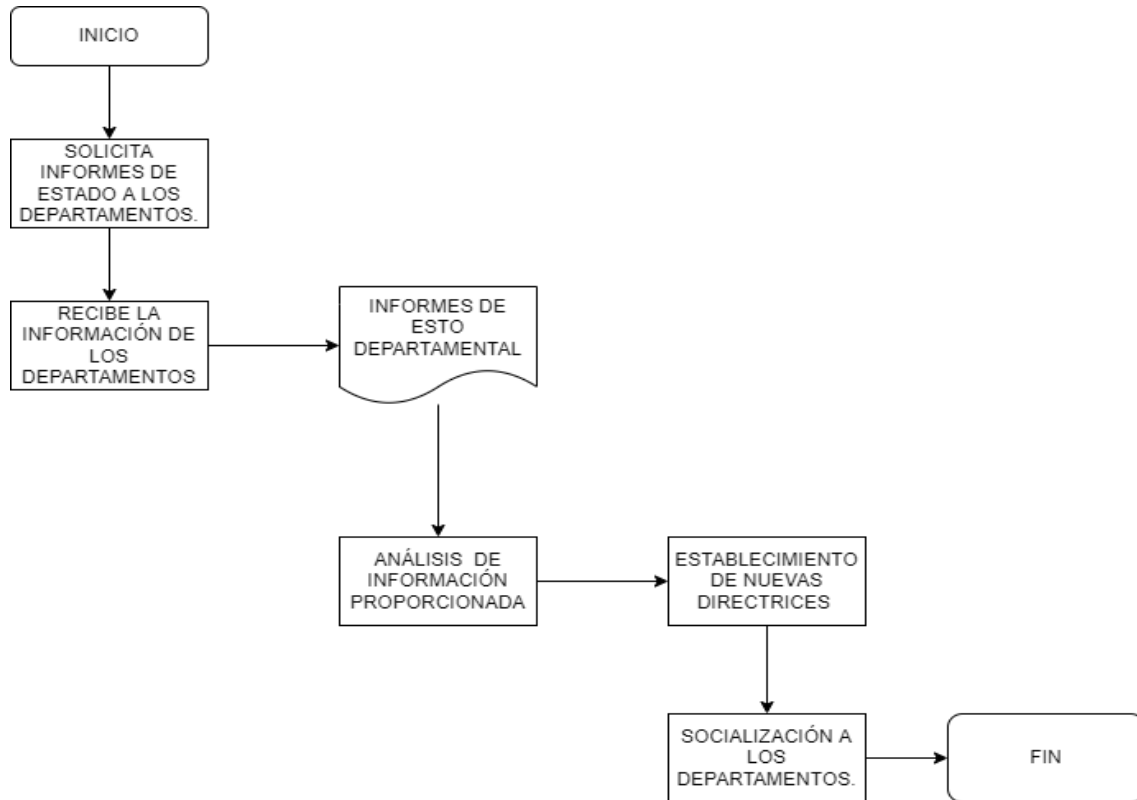 INICIO
SOLICITA
INFORMES DE
ESTADO A LOS
DEPARTAMENTOS.
RECIBE LA
INFORMACIÓN DE
LOS
DEPARTAMENTOS
INFORMES DE
ESTO
DEPARTAMENTAL
ANÁLISIS DE
INFORMACIÓN
PROPORCIONADA
ESTABLECIMIENTO
DE NUEVAS
DIRECTRICES
SOCIALIZACIÓN A
LOS
DEPARTAMENTOS.
FIN